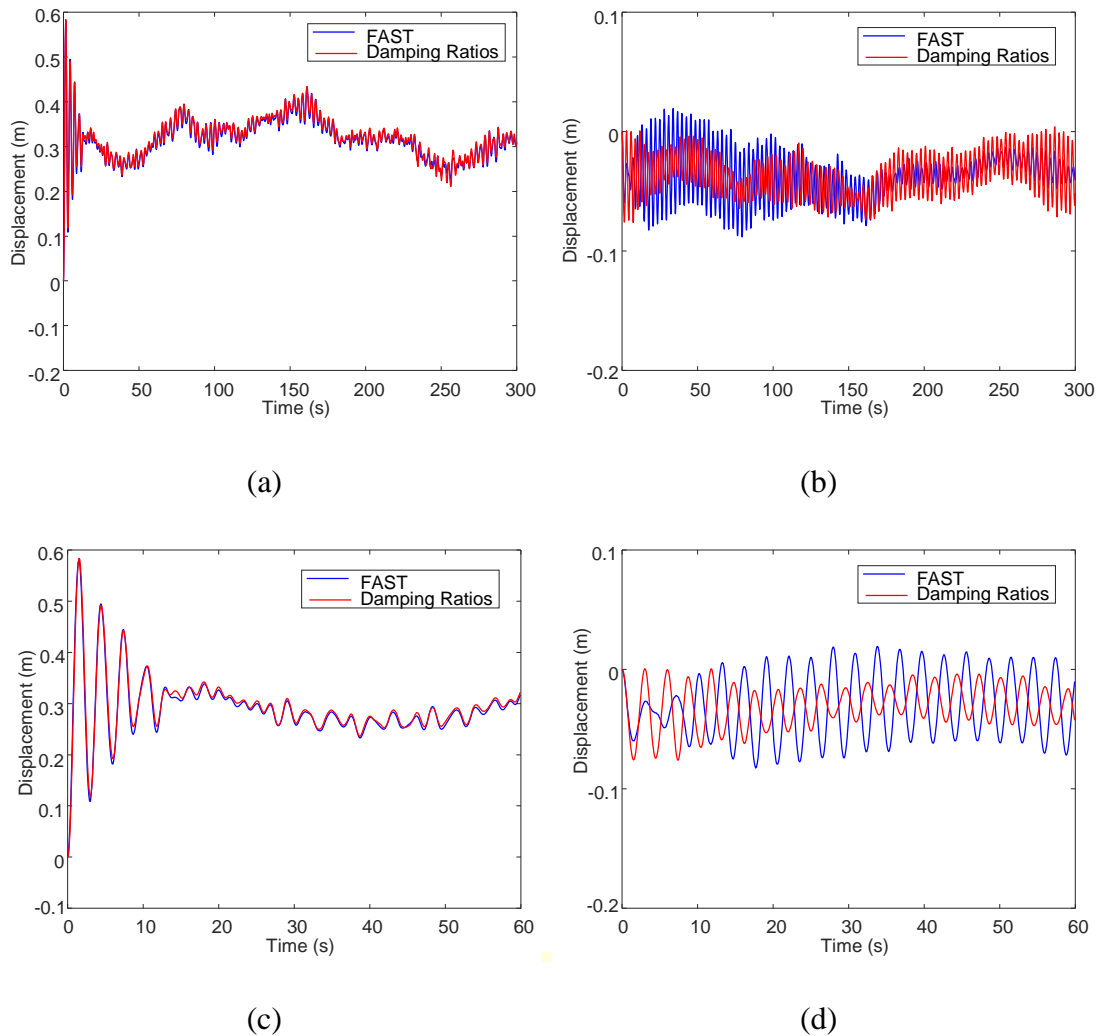 0.6
0.5
0.4
0.3
0.2
0.1
0
-0.1
-0.2
Displacement (m)
FAST
Damping Ratios
0 50 100 150 200 250 300
Time (s)
(a)
0.1
0
-0.1
-0.2
Displacement (m)
FAST
Damping Ratios
0 50 100 150 200 250 300
Time (s)
(b)
0.6
0.5
0.4
0.3
0.2
0.1
0
-0.1
Displacement (m)
FAST
Damping Ratios
0 10 20 30 40 50 60
Time (s)
(c)
0.1
0
-0.1
-0.2
Displacement (m)
FAST
Damping Ratios
0 10 20 30 40 50 60
Time (s)
(d)